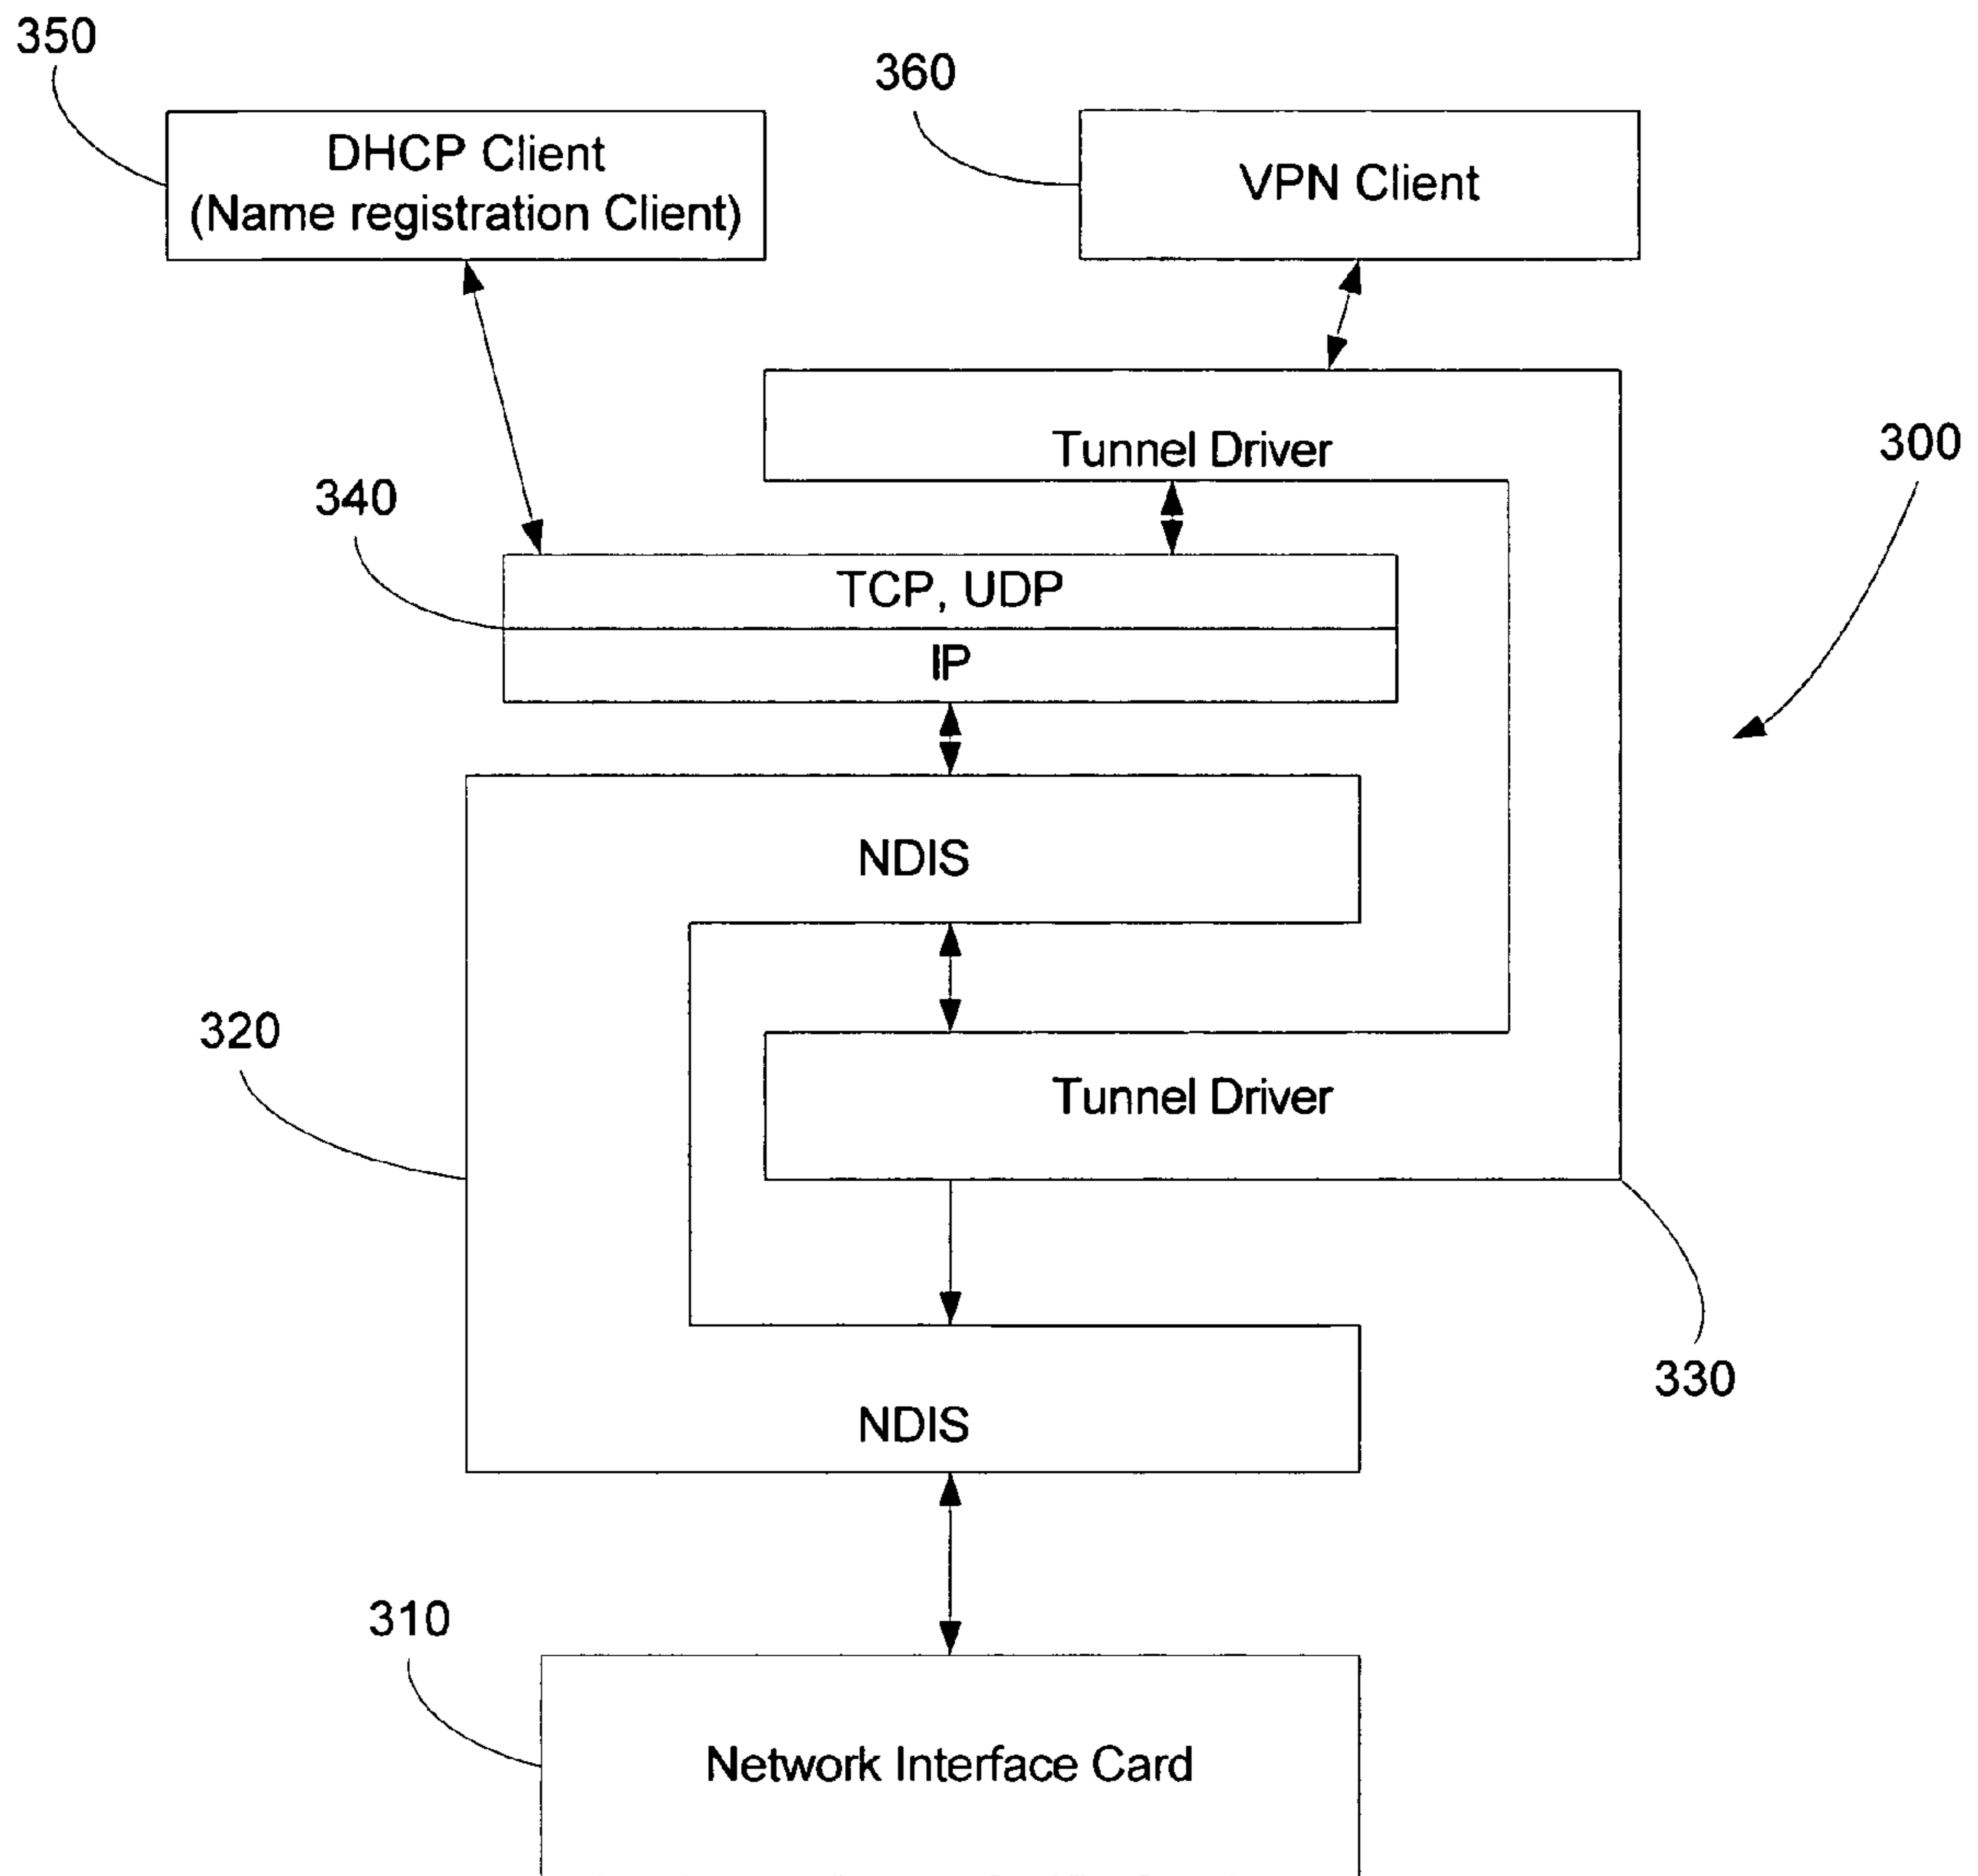 350
360
DHCP Client
(Name registration Client)
VPN Client
300
Tunnel Driver
340
TCP, UDP
IP
NDIS
320
Tunnel Driver
330
NDIS
310
Network Interface Card